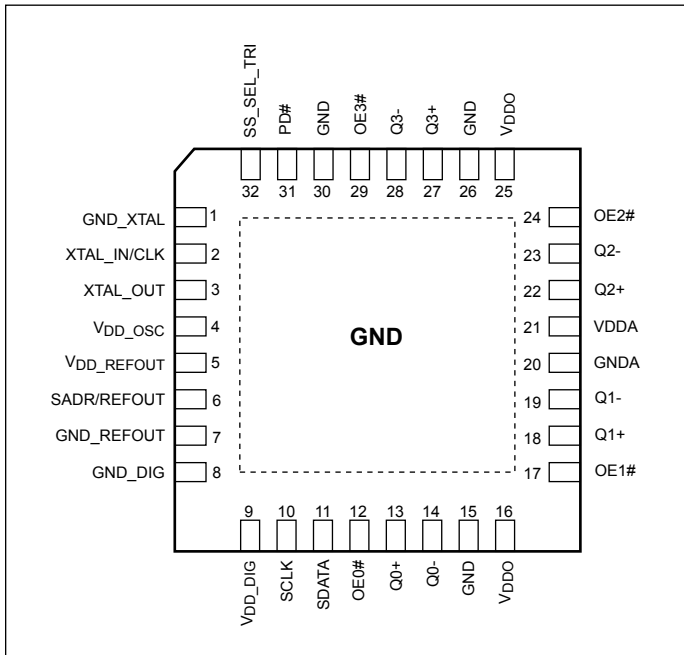 SS_SEL_TRI
PD#
GND
OE3#
Q3-
Q3+
GND
VDDO
32 31 30 29 28 27 26 25
GND_XTAL 1
XTAL_IN/CLK 2
XTAL_OUT 3
VDD_OSC 4
VDD_REFOUT 5
SADR/REFOUT 6
GND_REFOUT 7
GND_DIG 8
GND
24 OE2#
23 Q2-
22 Q2+
21 VDDA
20 GNDA
19 Q1-
18 Q1+
17 OE1#
9 10 11 12 13 14 15 16
VDD_DIG
SCLK
SDATA
OE0#
Q0+
Q0-
GND
VDDO